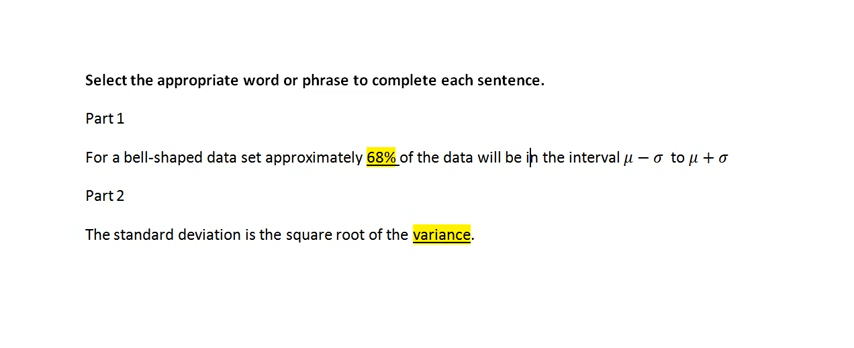 Select the appropriate word or phrase to complete each sentence.
Part 1
For a bell-shaped data set approximately 68% of the data will be in the interval μ − σ to μ + σ
Part 2
The standard deviation is the square root of the variance.